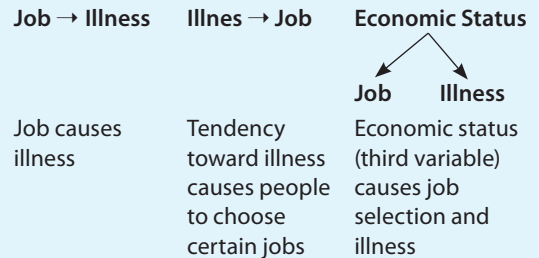 Job → Illness
Illnes → Job
Economic Status
Job
Illness
Job causes
illness
Tendency
toward illness
causes people
to choose
certain jobs
Economic status
(third variable)
causes job
selection and
illness